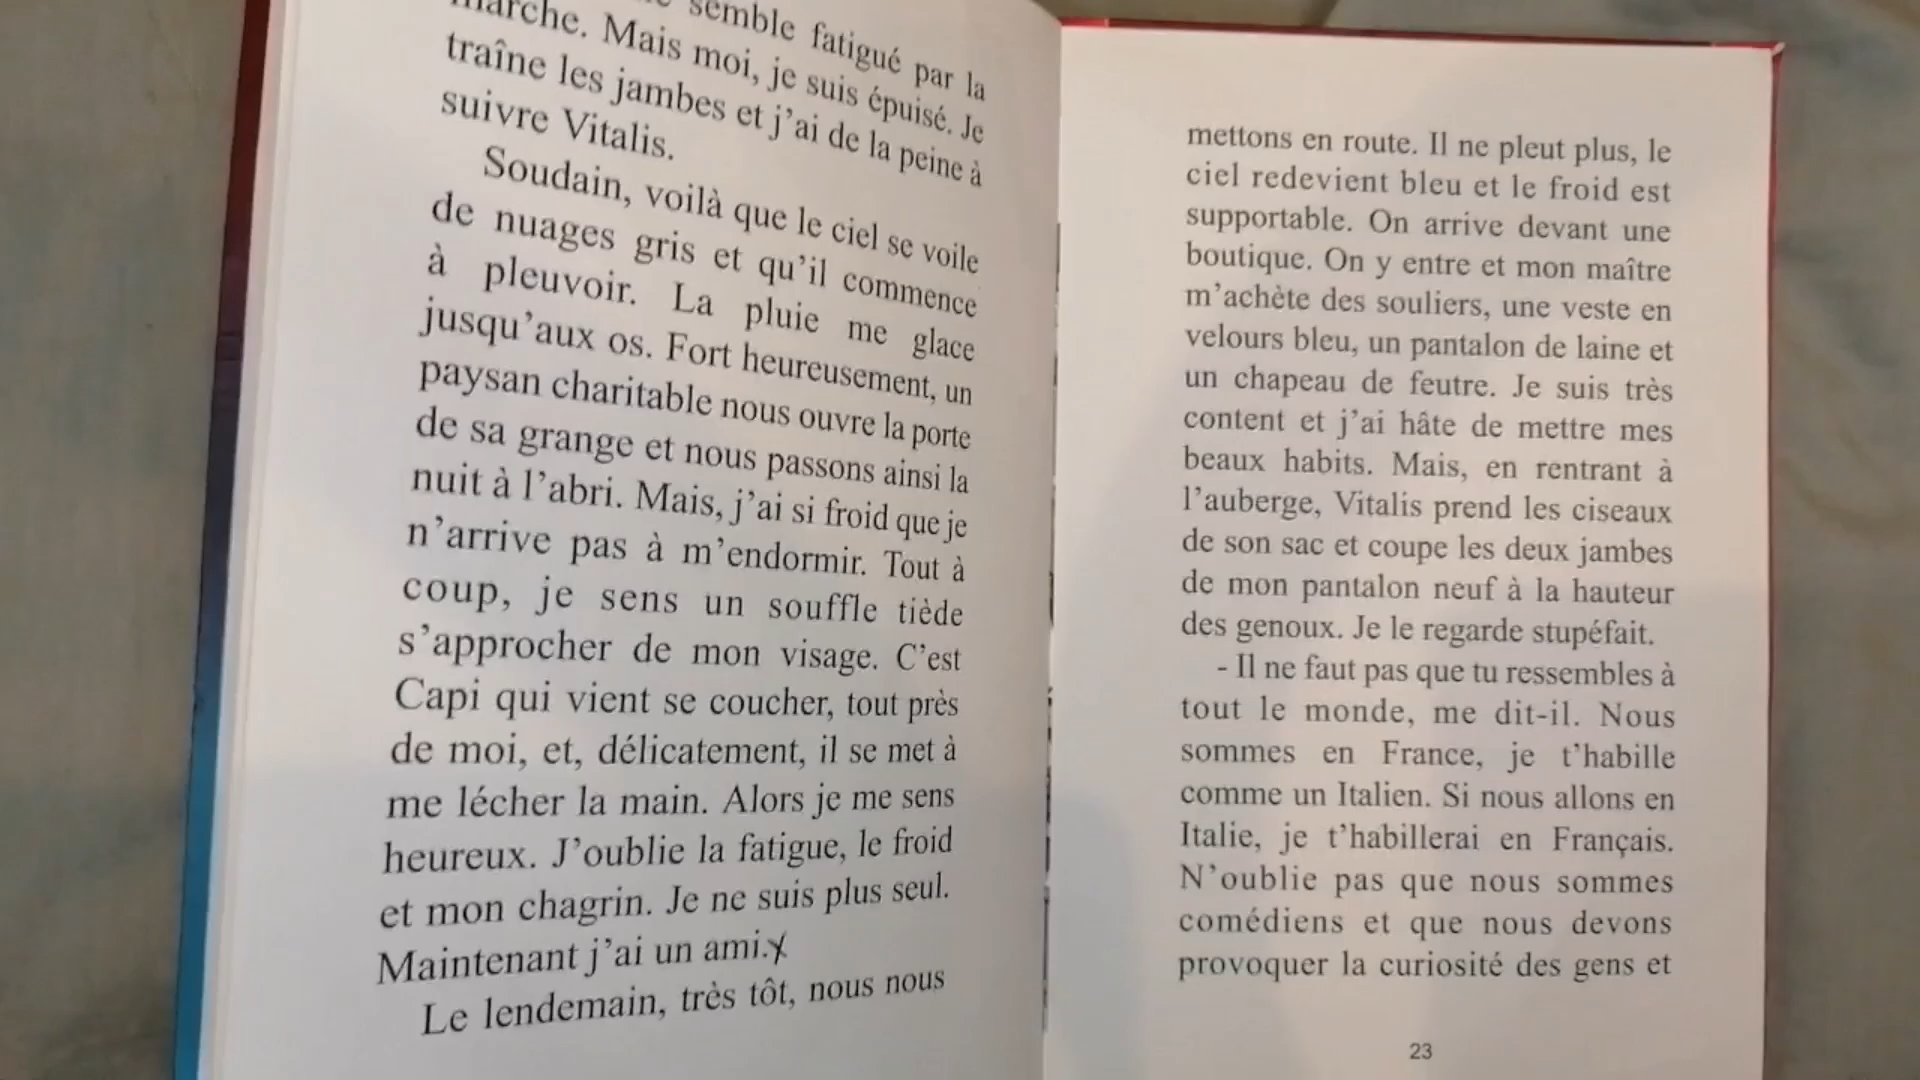 semble fatigué par la
marche. Mais moi, je suis épuisé. Je
traîne les jambes et j'ai de la peine à
suivre Vitalis.
Soudain, voilà que le ciel se voile
de nuages gris et qu'il commence
à pleuvoir. La pluie me glace
jusqu'aux os. Fort heureusement, un
paysan charitable nous ouvre la porte
de sa grange et nous passons ainsi la
nuit à l'abri. Mais, j'ai si froid que je
n'arrive pas à m'endormir. Tout à
coup, je sens un souffle tiède
s'approcher de mon visage. C'est
Capi qui vient se coucher, tout près
de moi, et, délicatement, il se met à
me lécher la main. Alors je me sens
heureux. J'oublie la fatigue, le froid
et mon chagrin. Je ne suis plus seul.
Maintenant j'ai un ami.
Le lendemain, très tôt, nous nous
mettons en route. Il ne pleut plus, le
ciel redevient bleu et le froid est
supportable. On arrive devant une
boutique. On y entre et mon maître
m'achète des souliers, une veste en
velours bleu, un pantalon de laine et
un chapeau de feutre. Je suis très
content et j'ai hâte de mettre mes
beaux habits. Mais, en rentrant à
l'auberge, Vitalis prend les ciseaux
de son sac et coupe les deux jambes
de mon pantalon neuf à la hauteur
des genoux. Je le regarde stupéfait.
- Il ne faut pas que tu ressembles à
tout le monde, me dit-il. Nous
sommes en France, je t'habille
comme un Italien. Si nous allons en
Italie, je t'habillerai en Français.
N'oublie pas que nous sommes
comédiens et que nous devons
provoquer la curiosité des gens et
23